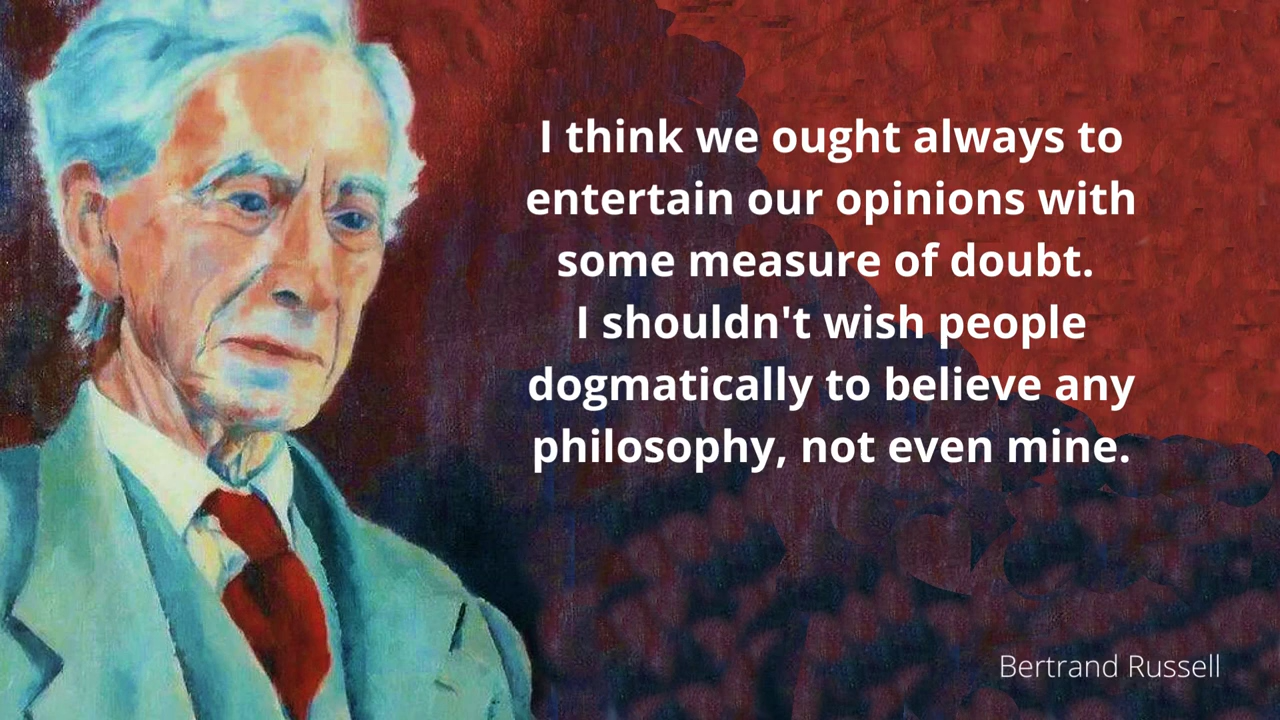 I think we ought always to
entertain our opinions with
some measure of doubt.
I shouldn't wish people
dogmatically to believe any
philosophy, not even mine.
Bertrand Russell